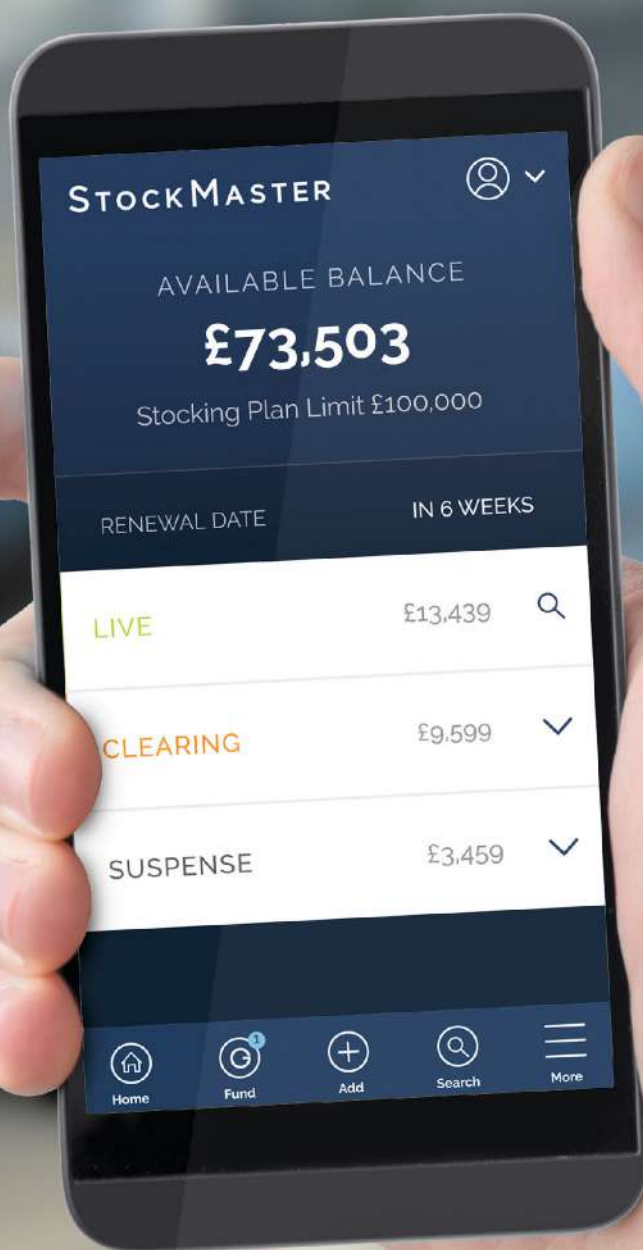 STOCKMASTER
AVAILABLE BALANCE
£73,503
Stocking Plan Limit £100,000
RENEWAL DATE IN 6 WEEKS
LIVE £13,439
CLEARING £9,599
SUSPENSE £3,459
1
Home Fund Add Search More